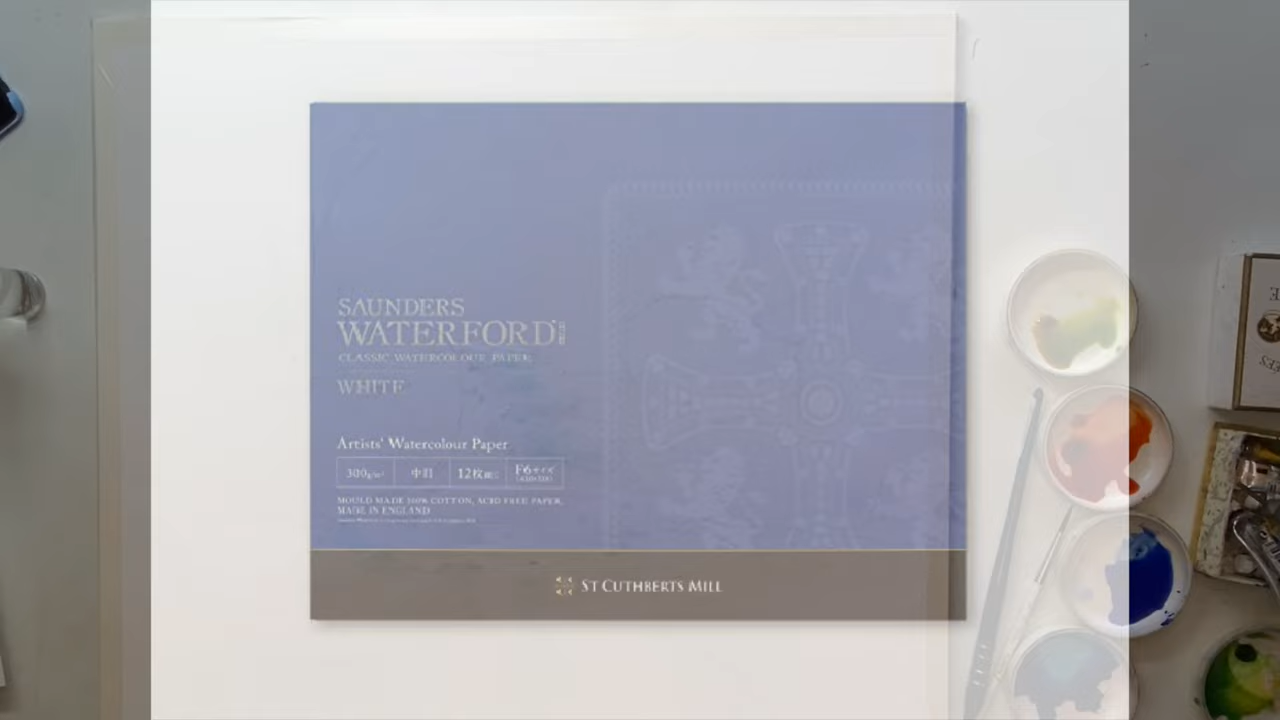 SAUNDERS
WATERFORD
CLASSIC WATERCOLOUR PAPER
WHITE
Artists' Watercolour Paper
300g/m² 中目 12枚 F6サイズ
MOULD MADE 100% COTTON, ACID FREE PAPER,
MADE IN ENGLAND
ST CUTHBERTS MILL